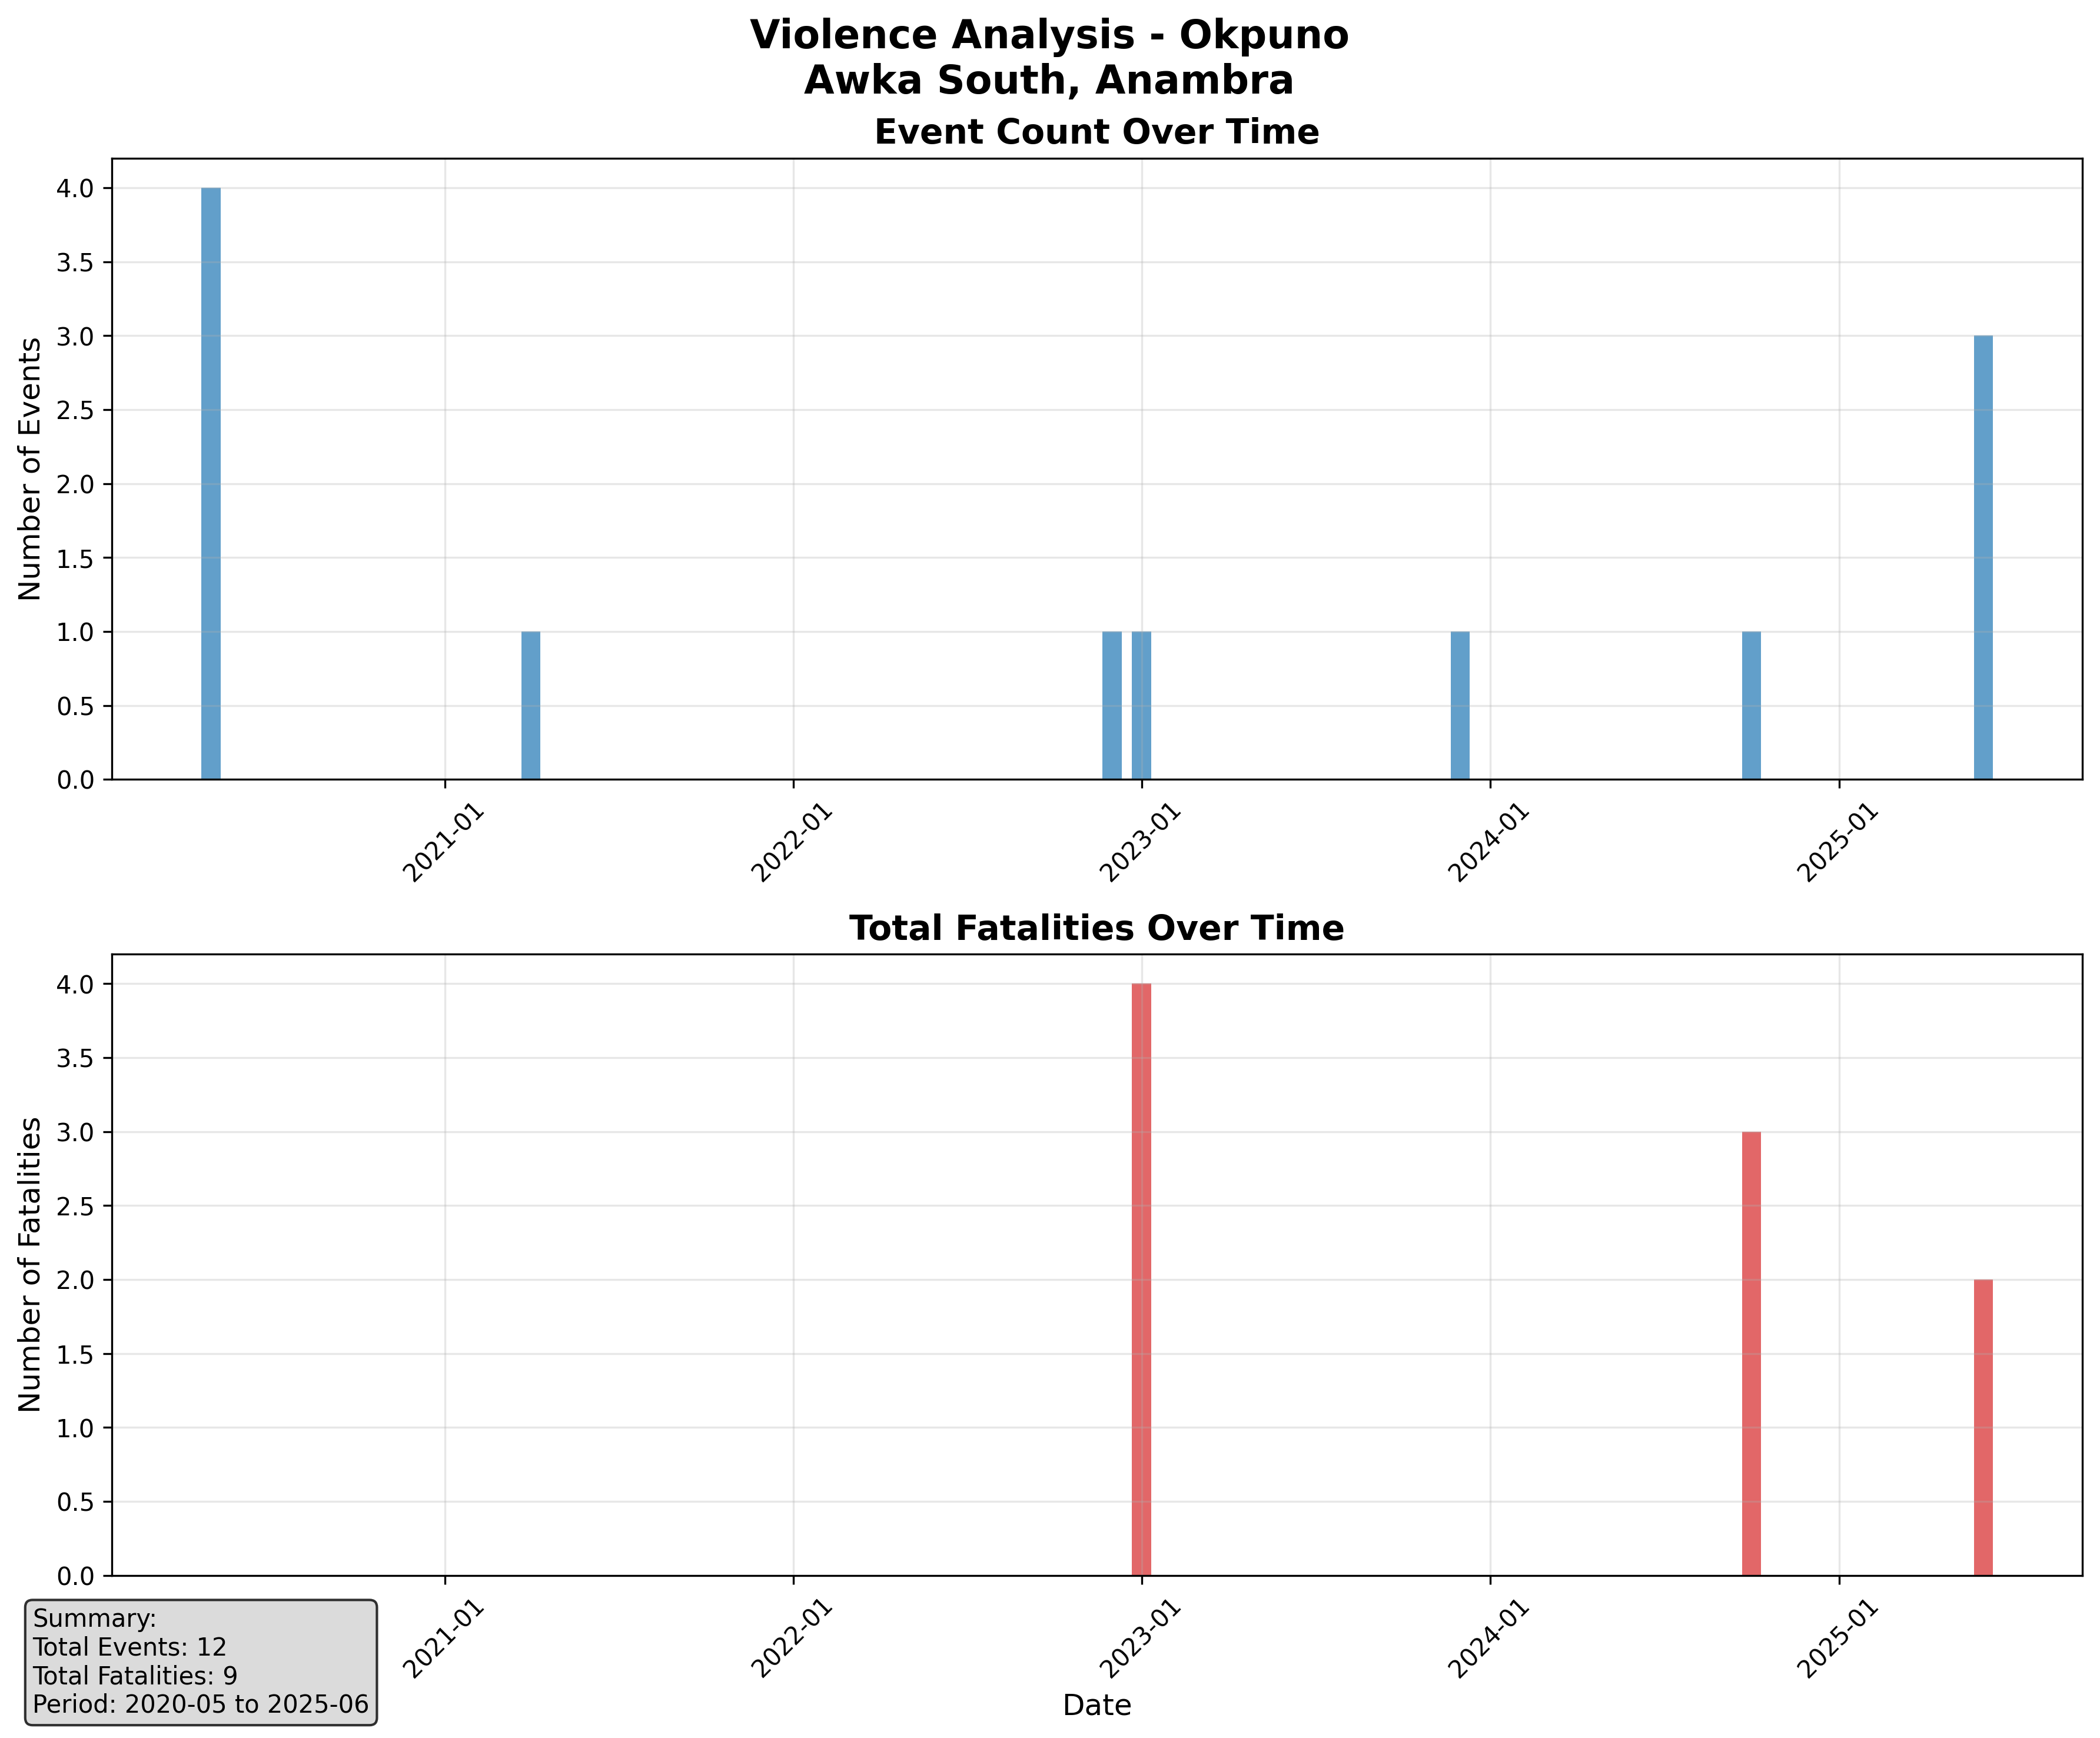 Violence Analysis - Okpuno
Awka South, Anambra
Event Count Over Time
Number of Events
4.0
3.5
3.0
2.5
2.0
1.5
1.0
0.5
0.0
2021-01
2022-01
2023-01
2024-01
2025-01
Total Fatalities Over Time
Number of Fatalities
4.0
3.5
3.0
2.5
2.0
1.5
1.0
0.5
0.0
2021-01
2022-01
2023-01
2024-01
2025-01
Date
Summary:
Total Events: 12
Total Fatalities: 9
Period: 2020-05 to 2025-06